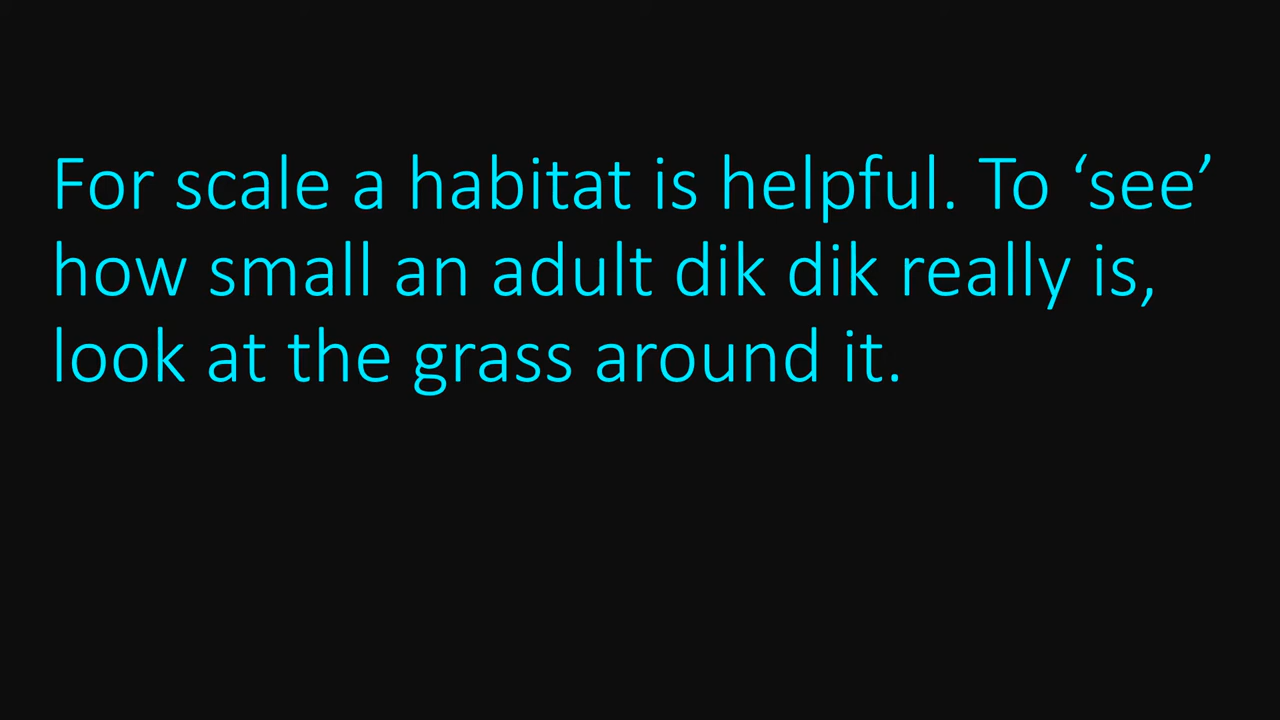 For scale a habitat is helpful. To ‘see’
how small an adult dik dik really is,
look at the grass around it.